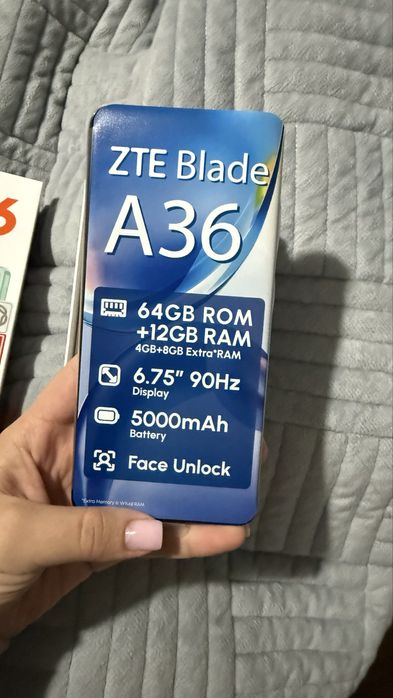 ZTE Blade
A36
64GB ROM
+12GB RAM
4GB+8GB Extra*RAM
6.75" 90Hz
Display
5000mAh
Battery
Face Unlock
*Extra Memory is Virtual RAM
6